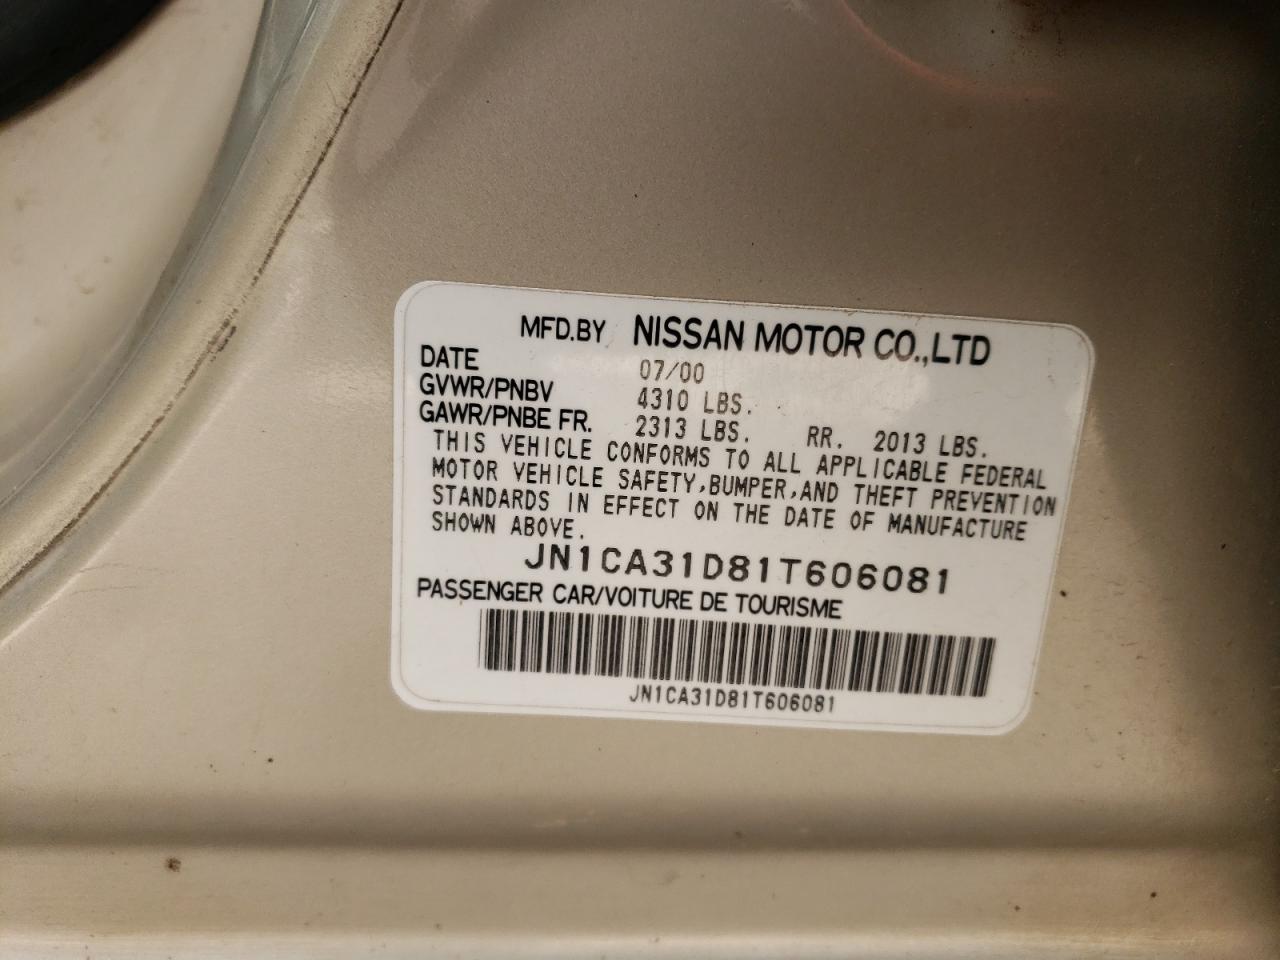 MFD.BY NISSAN MOTOR CO.,LTD
DATE 07/00
GVWR/PNBV 4310 LBS.
GAWR/PNBE FR. 2313 LBS. RR. 2013 LBS.
THIS VEHICLE CONFORMS TO ALL APPLICABLE FEDERAL
MOTOR VEHICLE SAFETY,BUMPER,AND THEFT PREVENTION
STANDARDS IN EFFECT ON THE DATE OF MANUFACTURE
SHOWN ABOVE.
JN1CA31D81T606081
PASSENGER CAR/VOITURE DE TOURISME
JN1CA31D81T606081